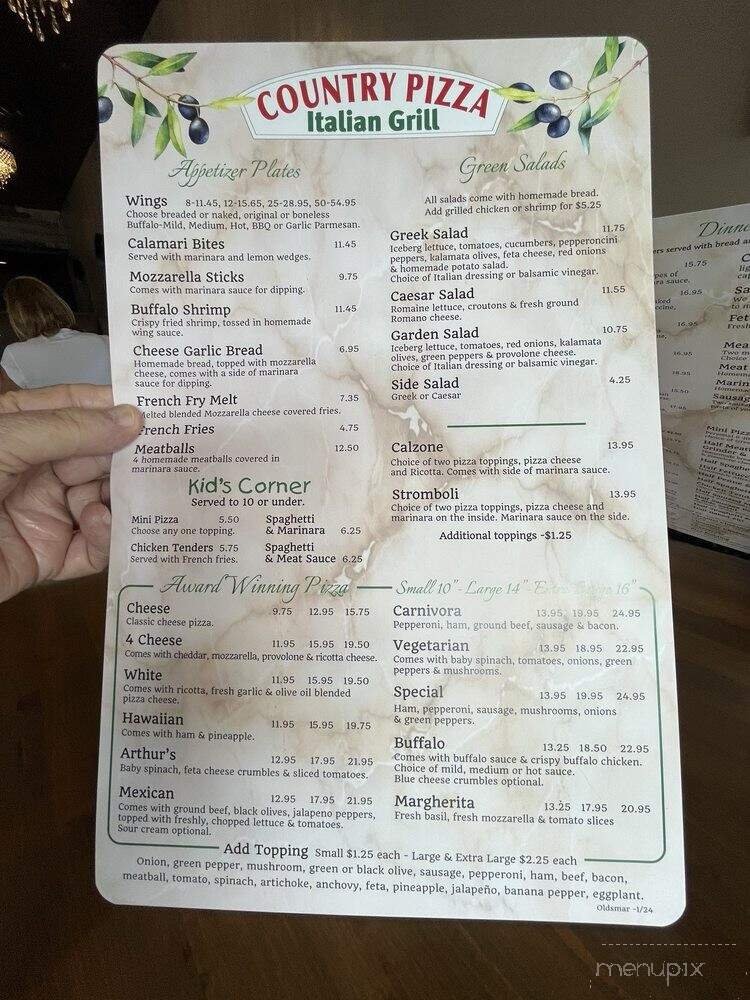 COUNTRY PIZZA
Italian Grill
Appetizer Plates
Wings 8-11.45, 12-15.65, 25-28.95, 50-54.95
Choose breaded or naked, original or boneless
Buffalo-Mild, Medium, Hot, BBQ or Garlic Parmesan.
Calamari Bites 11.45
Served with marinara and lemon wedges.
Mozzarella Sticks 9.75
Comes with marinara sauce for dipping.
Buffalo Shrimp 11.45
Crispy fried shrimp, tossed in homemade
wing sauce.
Cheese Garlic Bread 6.95
Homemade bread, topped with mozzarella
cheese, comes with a side of marinara
sauce for dipping.
French Fry Melt 7.35
Melted blended Mozzarella cheese covered fries.
French Fries 4.75
Meatballs 12.50
4 homemade meatballs covered in
marinara sauce.
Kid's Corner
Served to 10 or under.
Mini Pizza 5.50
Choose any one topping.
Chicken Tenders 5.75
Served with French fries.
Spaghetti
& Marinara 6.25
Spaghetti
& Meat Sauce 6.25
Green Salads
All salads come with homemade bread.
Add grilled chicken or shrimp for $5.25
Greek Salad 11.75
Iceberg lettuce, tomatoes, cucumbers, pepperoncini
peppers, kalamata olives, feta cheese, red onions
& homemade potato salad.
Choice of Italian dressing or balsamic vinegar.
Caesar Salad 11.55
Romaine lettuce, croutons & fresh ground
Romano cheese.
Garden Salad 10.75
Iceberg lettuce, tomatoes, red onions, kalamata
olives, green peppers & provolone cheese.
Choice of Italian dressing or balsamic vinegar.
Side Salad 4.25
Greek or Caesar
Calzone 13.95
Choice of two pizza toppings, pizza cheese
and Ricotta. Comes with side of marinara sauce.
Stromboli 13.95
Choice of two toppings, pizza cheese and
marinara on the inside. Marinara sauce on the side.
Additional toppings -$1.25
Award Winning Pizza Small 10" - Large 14" - Extra Large 16"
Cheese 9.75 12.95 15.75
Classic cheese pizza.
4 Cheese 11.95 15.95 19.50
Comes with cheddar, mozzarella, provolone & ricotta cheese.
White 11.95 15.95 19.50
Comes with ricotta, fresh garlic & olive oil blended
pizza cheese.
Hawaiian 11.95 15.95 19.75
Comes with ham & pineapple.
Arthur's 12.95 17.95 21.95
Baby spinach, feta cheese crumbles & sliced tomatoes.
Mexican 12.95 17.95 21.95
Comes with ground beef, black olives, jalapeno peppers,
topped with freshly, chopped lettuce & tomatoes.
Sour cream optional.
Carnivora 13.95 19.95 24.95
Pepperoni, ham, ground beef, sausage & bacon.
Vegetarian 13.95 18.95 22.95
Comes with baby spinach, tomatoes, onions, green
peppers & mushrooms.
Special 13.95 19.95 24.95
Ham, pepperoni, sausage, mushrooms, onions
& green peppers.
Buffalo 13.25 18.50 22.95
Comes with buffalo sauce & crispy buffalo chicken.
Choice of mild, medium or hot sauce.
Blue cheese crumbles optional.
Margherita 13.25 17.95 20.95
Fresh basil, fresh mozzarella & tomato slices
Add Topping Small $1.25 each - Large & Extra Large $2.25 each
Onion, green pepper, mushroom, green or black olive, sausage, pepperoni, ham, beef, bacon,
meatball, tomato, spinach, artichoke, anchovy, feta, pineapple, jalapeño, banana pepper, eggplant.
Oldsmar -1/24
menupix